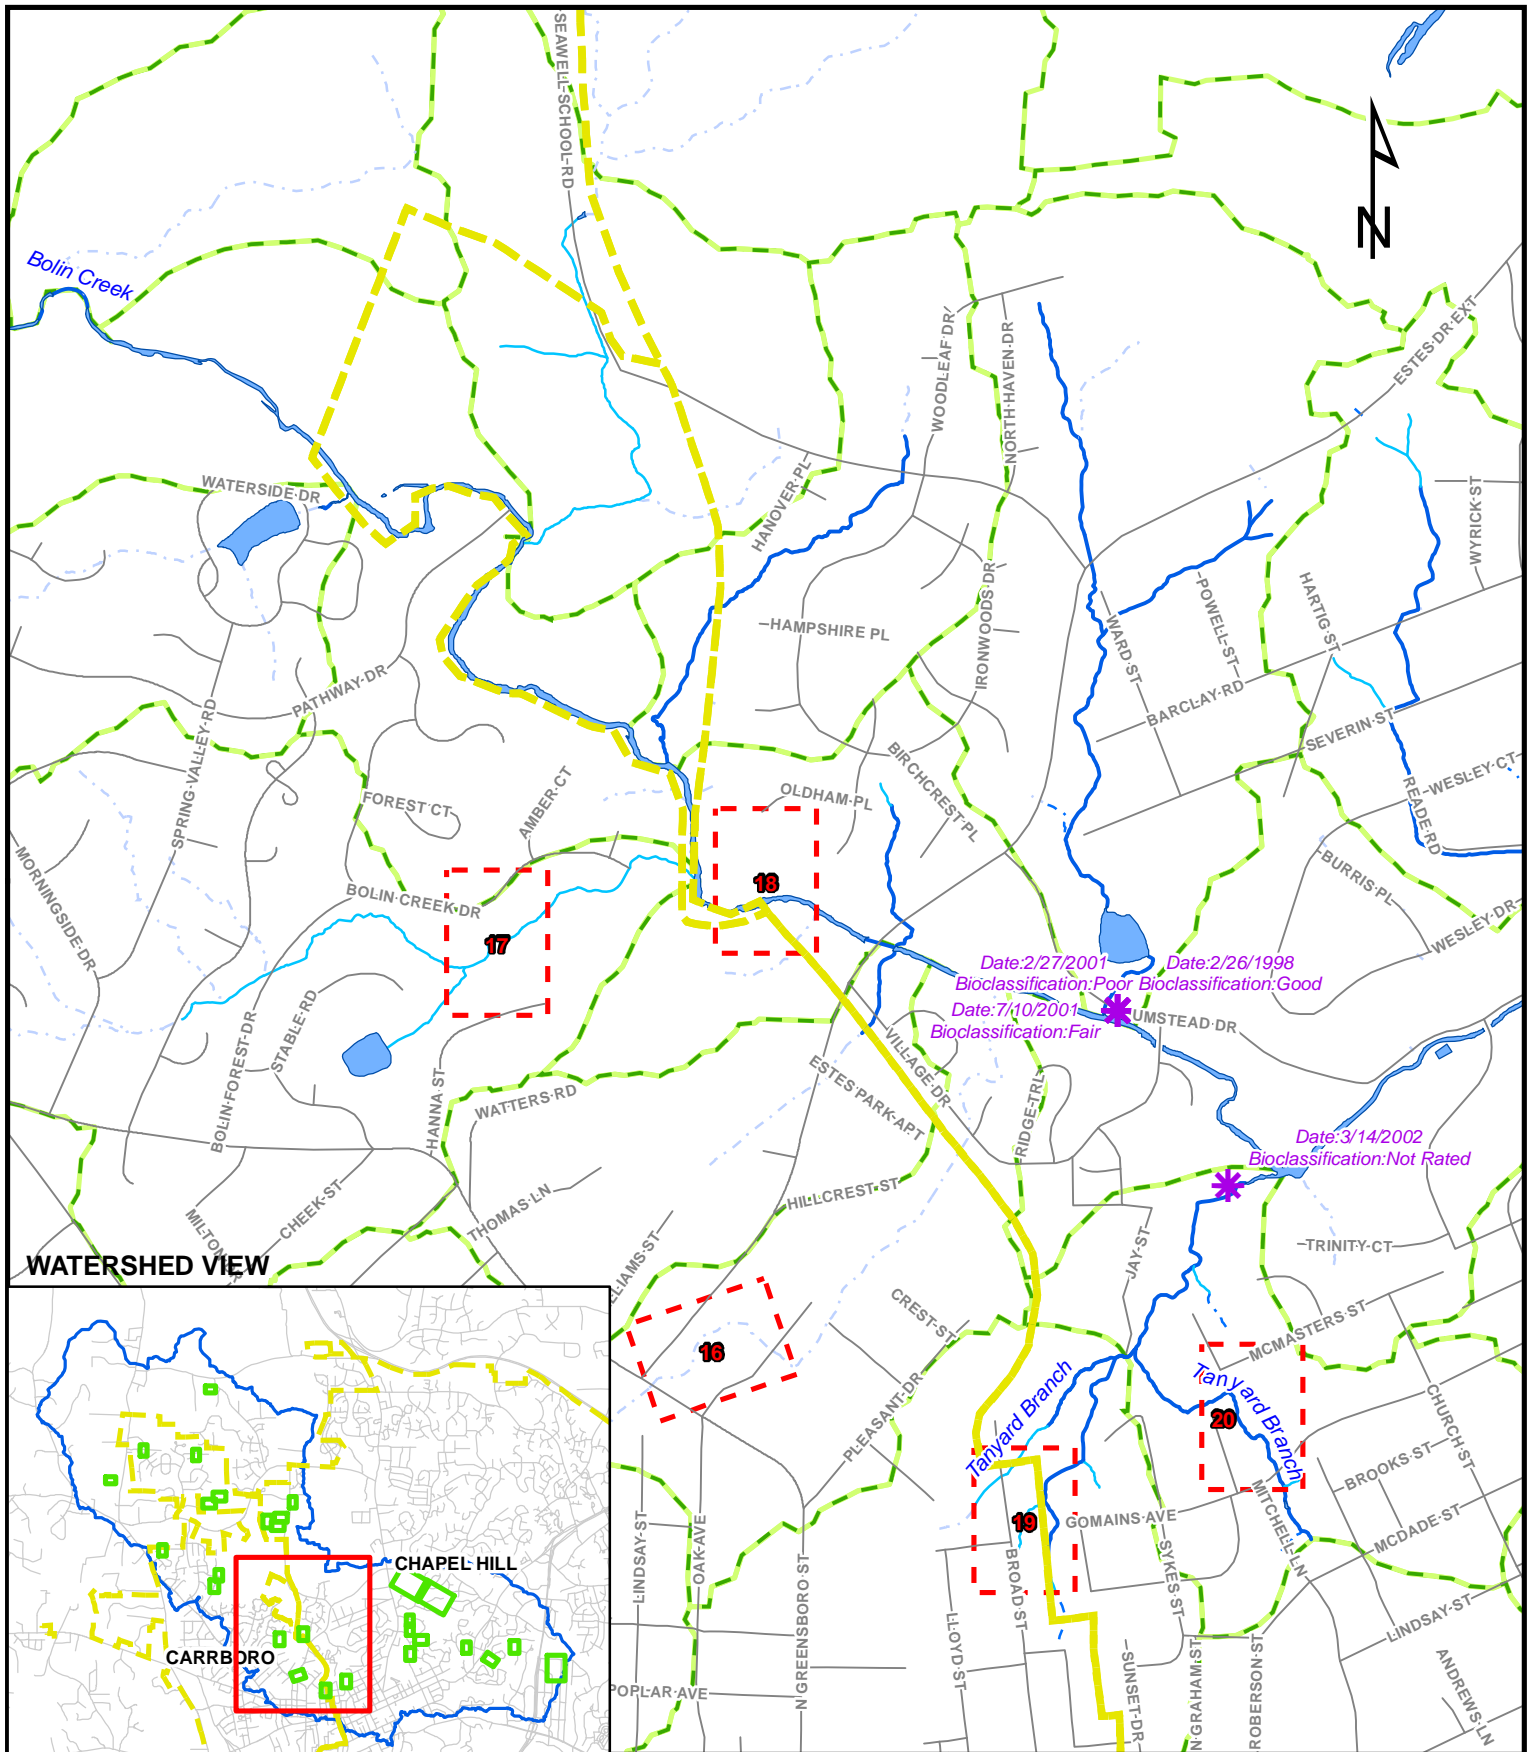 SEAWELL SCHOOL RD
N
Bolin Creek
ESTES DR EXT
WOODLEAF DR
NORTH HAVEN DR
WATERSIDE DR
HANOVER PL
WYRICK ST
HAMPSHIRE PL
IRONWOODS DR
WARD ST
POWELL ST
HARTIG ST
PATHWAY DR
BARCLAY RD
SPRING VALLEY RD
SEVERIN ST
BIRCHCREST PL
WESLEY CT
FOREST CT
AMBER CT
OLDHAM PL
READE RD
BURRIS PL
MORNINGSIDE DR
BOLIN CREEK DR
18
17
WESLEY DR
Date:2/27/2001
Bioclassification:Poor
Date:2/26/1998
Bioclassification:Good
Date:7/10/2001
Bioclassification:Fair
UMSTEAD DR
STABLE RD
BOLIN FOREST DR
VILLAGE DR
ESTES PARK APT
HANNA ST
WATTERS RD
RIDGE TRL
Date:3/14/2002
Bioclassification:Not Rated
HILLCREST ST
CHEEK ST
THOMAS LN
JAY ST
TRINITY CT
WATERSHED VIEW
CREST ST
MCMASTERS ST
16
Tanyard Branch
Tanyard Branch
20
PLEASANT DR
CHURCH ST
BROOKS ST
19
GOMAINS AVE
MITCHELL LN
MCDADE ST
LINDSAY ST
OAK AVE
N GREENSBORO ST
BROAD ST
SYKES ST
LLOYD ST
LINDSAY ST
CHAPEL HILL
CARRBORO
POPLAR AVE
SUNSET DR
N GRAHAM ST
ROBERSON ST
ANDREWS LN